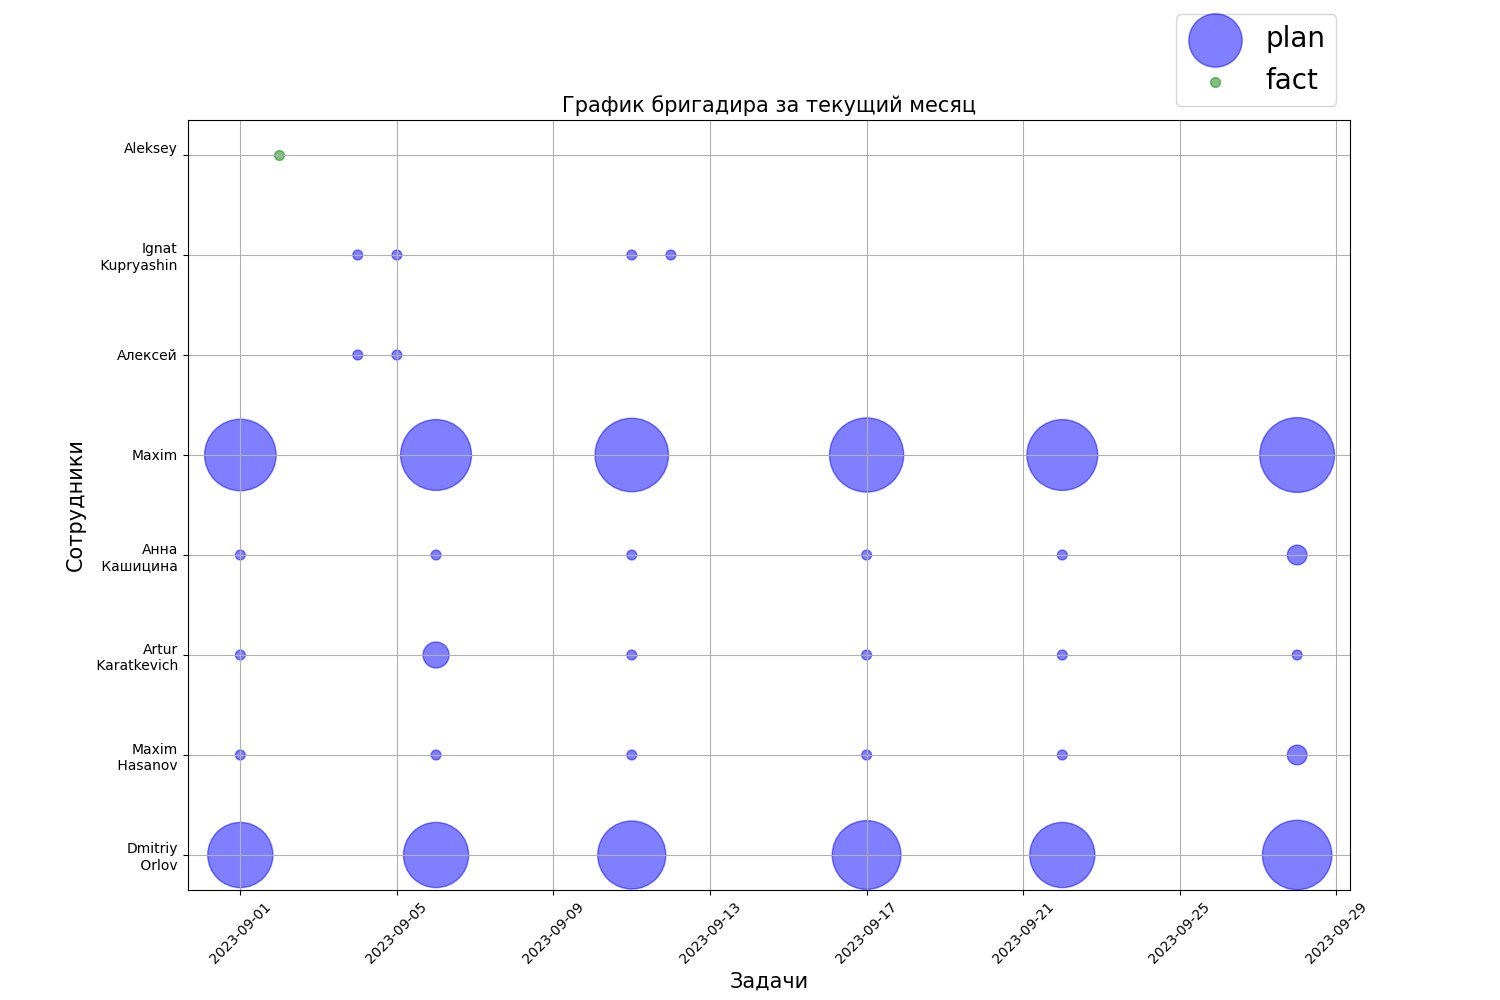 plan
fact
График бригадира за текущий месяц
Сотрудники
Aleksey
Ignat
Kupryashin
Алексей
Maxim
Анна
Кашицина
Artur
Karatkevich
Maxim
Hasanov
Dmitriy
Orlov
2023-09-01
2023-09-05
2023-09-09
2023-09-13
2023-09-17
2023-09-21
2023-09-25
2023-09-29
Задачи